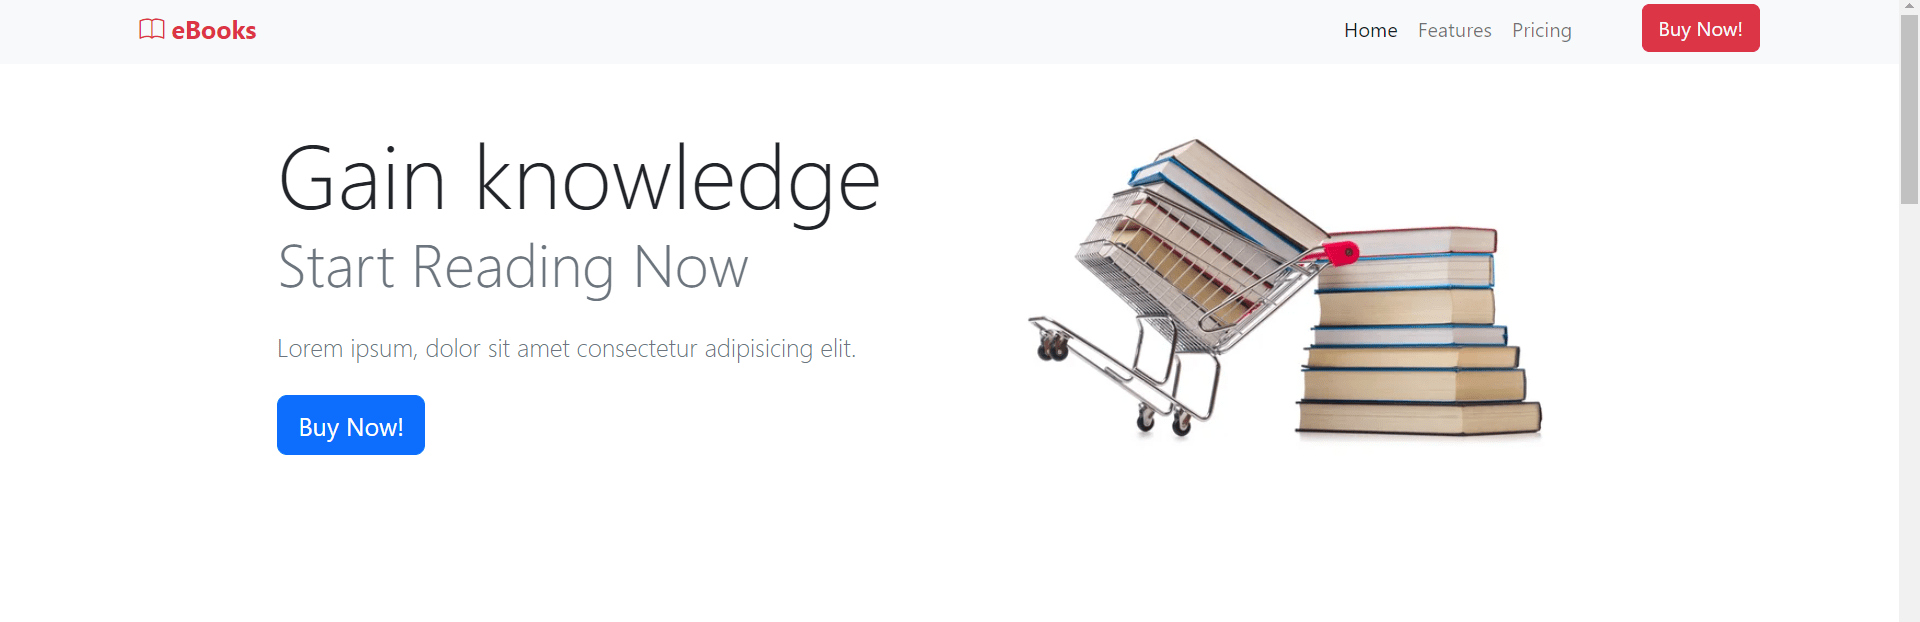 eBooks
Home Features Pricing Buy Now!
Gain knowledge
Start Reading Now
Lorem ipsum, dolor sit amet consectetur adipisicing elit.
Buy Now!